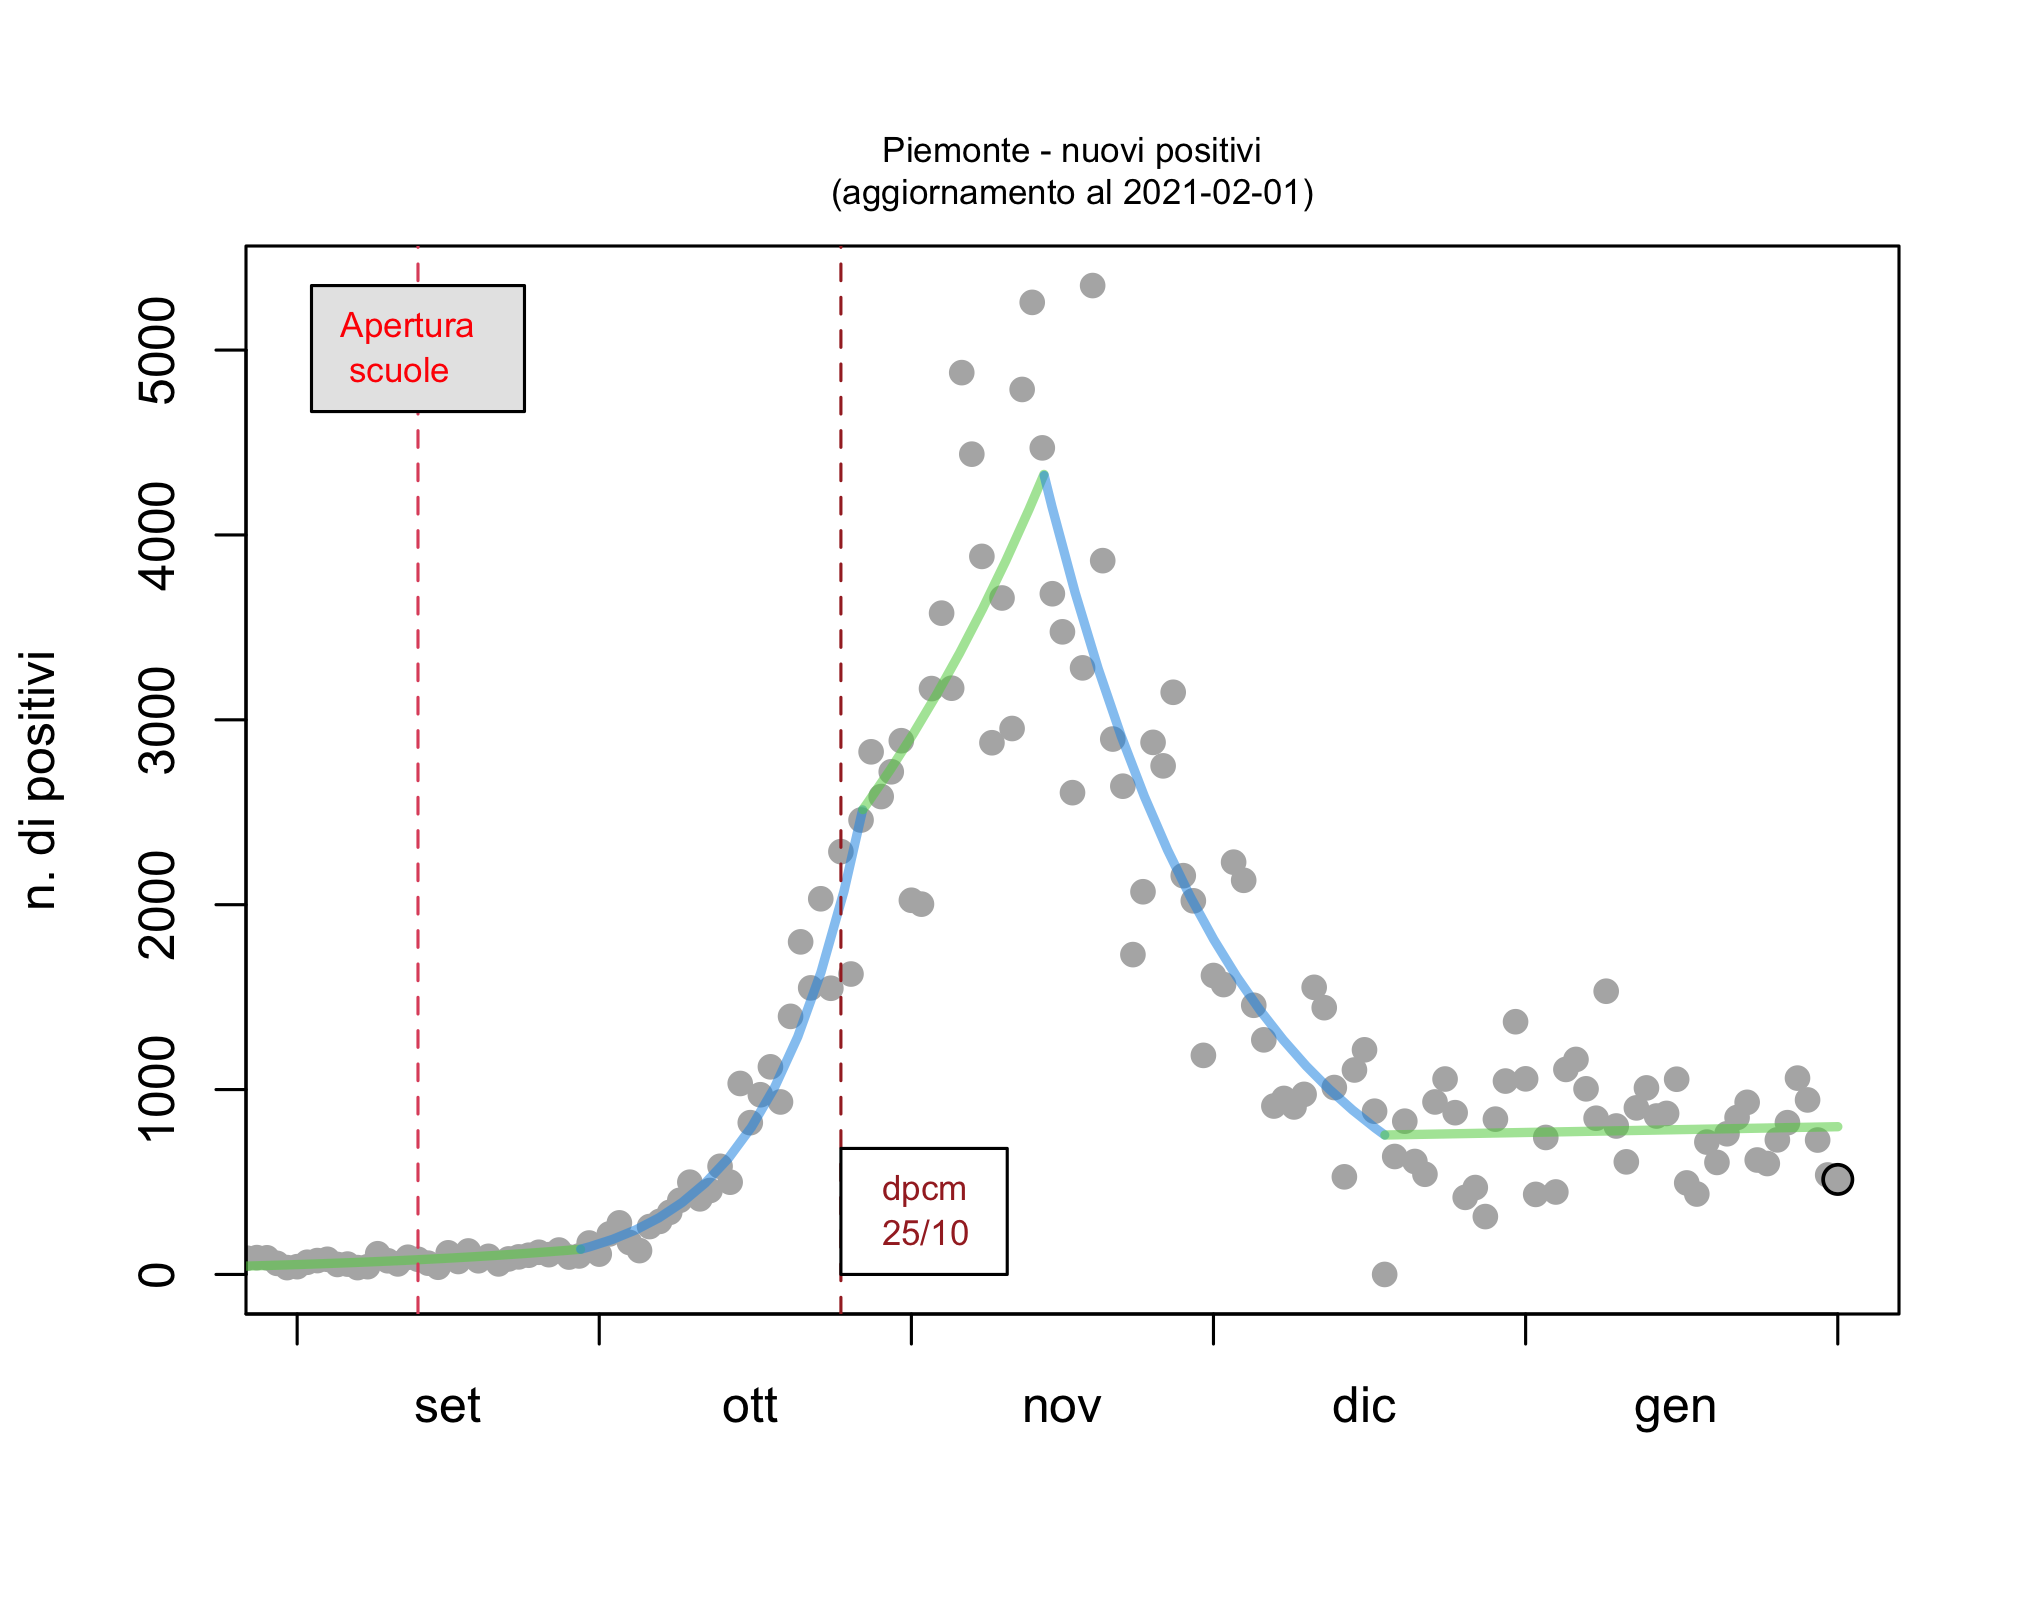 Piemonte - nuovi positivi
(aggiornamento al 2021-02-01)
n. di positivi
5000
4000
3000
2000
1000
0
Apertura
scuole
dpcm
25/10
set
ott
nov
dic
gen